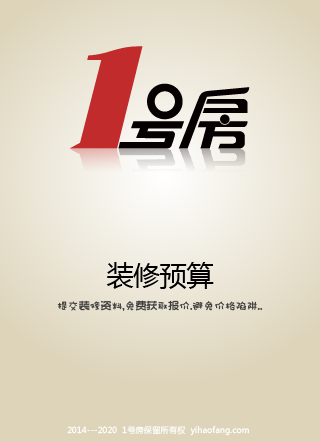 1号房
装修预算
提交装修资料,免费获取报价.避免价格陷阱..
2014---2020 1号房保留所有权 yihaofang.com